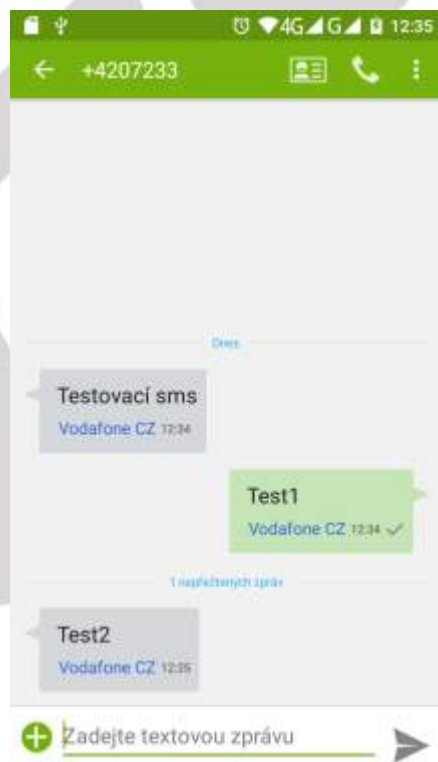 4G G 12:35
+4207233
Dnes
Testovací sms
Vodafone CZ 12:34
Test1
Vodafone CZ 12:34
1 nepřečtených zpráv
Test2
Vodafone CZ 12:35
Zadejte textovou zprávu